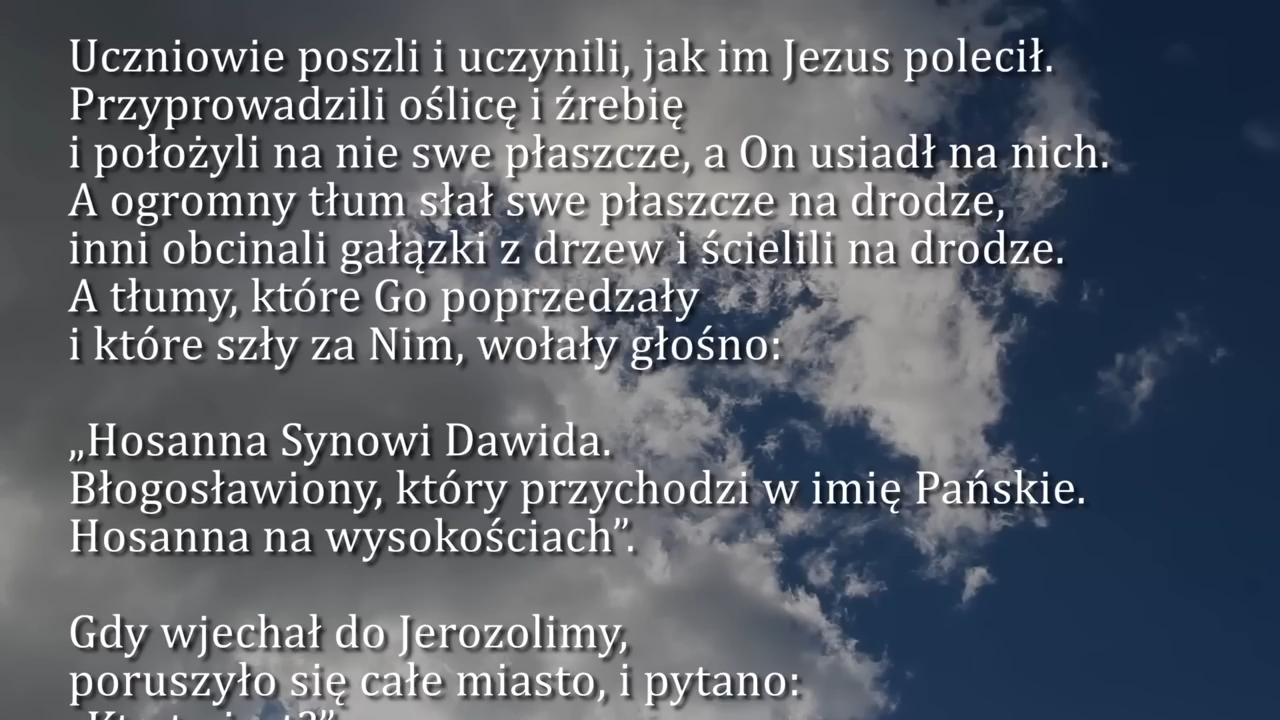 Uczniowie poszli i uczynili, jak im Jezus polecił.
Przyprowadzili oślicę i źrebię
i położyli na nie swe płaszcze, a On usiadł na nich.
A ogromny tłum słał swe płaszcze na drodze,
inni obcinali gałązki z drzew i ścielili na drodze.
A tłumy, które Go poprzedzały
i które szły za Nim, wołały głośno:
„Hosanna Synowi Dawida.
Błogosławiony, który przychodzi w imię Pańskie.
Hosanna na wysokościach”.
Gdy wjechał do Jerozolimy,
poruszyło się całe miasto, i pytano: